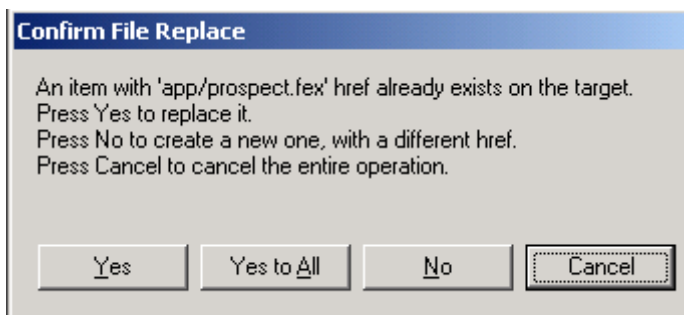 Confirm File Replace
An item with 'app/prospect.fex' href already exists on the target.
Press Yes to replace it.
Press No to create a new one, with a different href.
Press Cancel to cancel the entire operation.
Yes Yes to All No Cancel